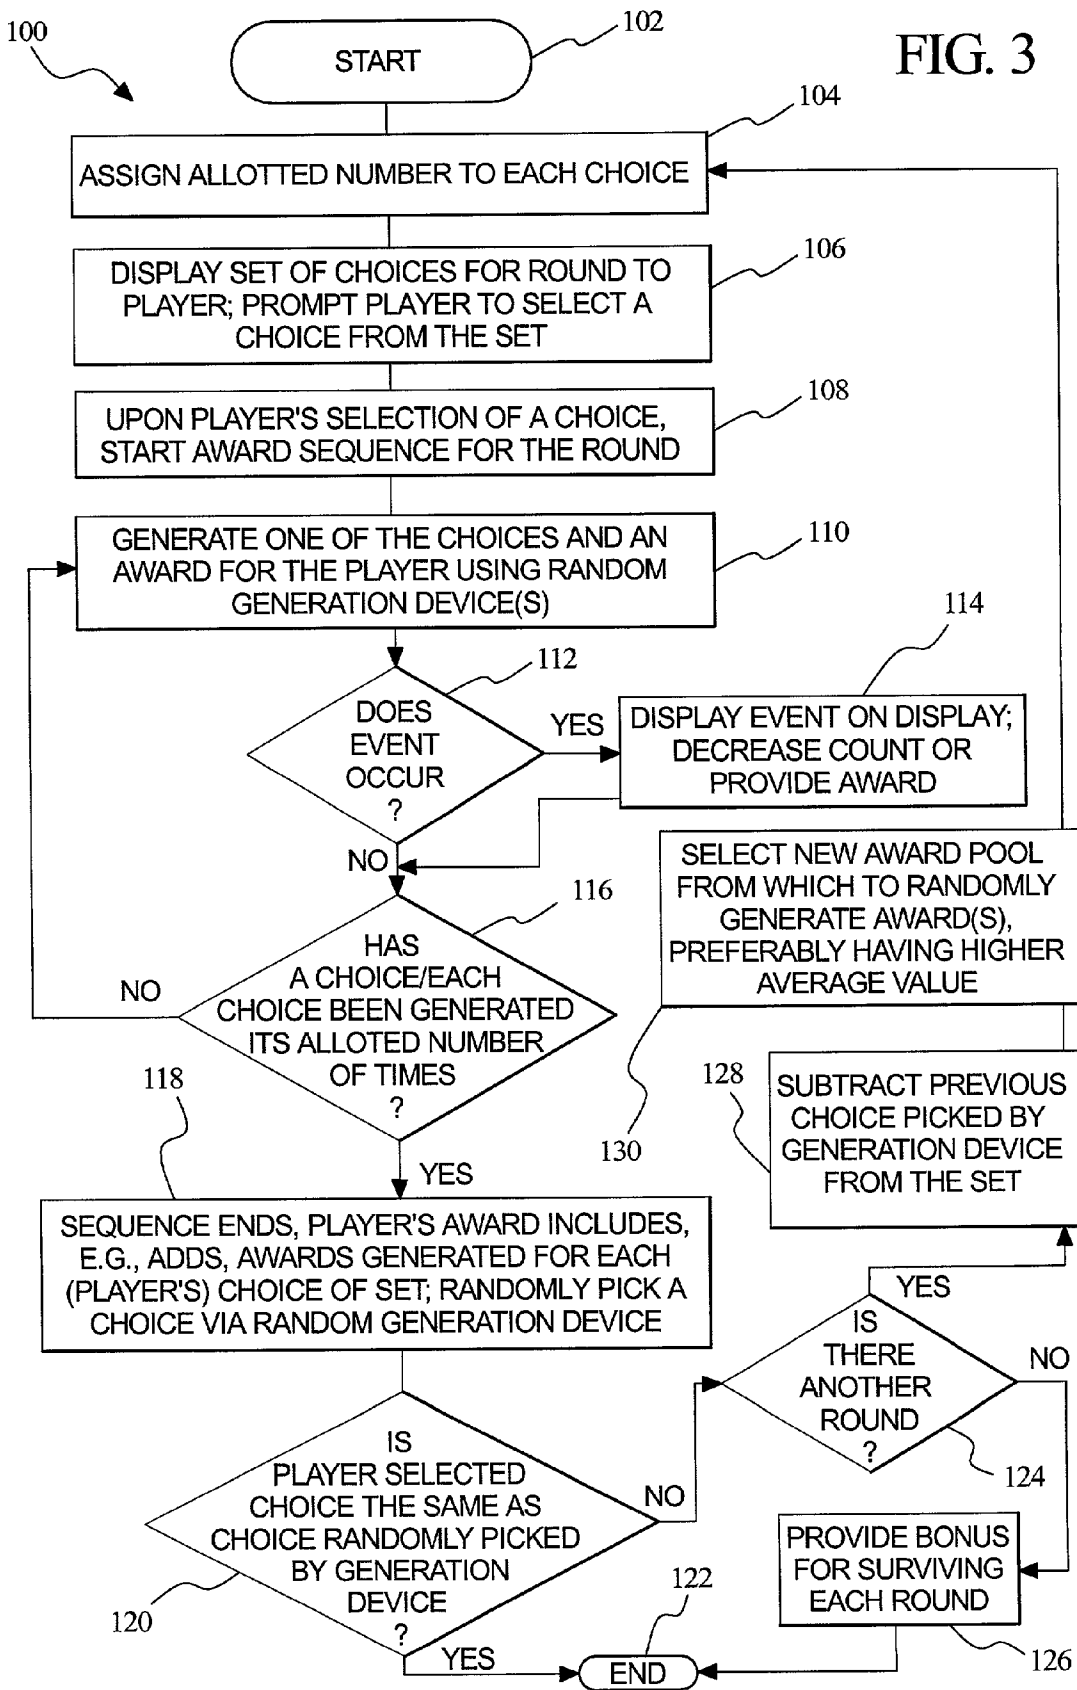 FIG. 3
100
102
START
104
ASSIGN ALLOTTED NUMBER TO EACH CHOICE
106
DISPLAY SET OF CHOICES FOR ROUND TO
PLAYER; PROMPT PLAYER TO SELECT A
CHOICE FROM THE SET
108
UPON PLAYER'S SELECTION OF A CHOICE,
START AWARD SEQUENCE FOR THE ROUND
110
GENERATE ONE OF THE CHOICES AND AN
AWARD FOR THE PLAYER USING RANDOM
GENERATION DEVICE(S)
112
DOES
EVENT
OCCUR
?
YES
NO
114
DISPLAY EVENT ON DISPLAY;
DECREASE COUNT OR
PROVIDE AWARD
116
HAS
A CHOICE/EACH
CHOICE BEEN GENERATED
ITS ALLOTED NUMBER
OF TIMES
?
NO
YES
118
SEQUENCE ENDS, PLAYER'S AWARD INCLUDES,
E.G., ADDS, AWARDS GENERATED FOR EACH
(PLAYER'S) CHOICE OF SET; RANDOMLY PICK A
CHOICE VIA RANDOM GENERATION DEVICE
120
IS
PLAYER SELECTED
CHOICE THE SAME AS
CHOICE RANDOMLY PICKED
BY GENERATION
DEVICE
?
NO
YES
122
END
124
IS
THERE
ANOTHER
ROUND
?
YES
NO
126
PROVIDE BONUS
FOR SURVIVING
EACH ROUND
128
SUBTRACT PREVIOUS
CHOICE PICKED BY
GENERATION DEVICE
FROM THE SET
130
SELECT NEW AWARD POOL
FROM WHICH TO RANDOMLY
GENERATE AWARD(S),
PREFERABLY HAVING HIGHER
AVERAGE VALUE